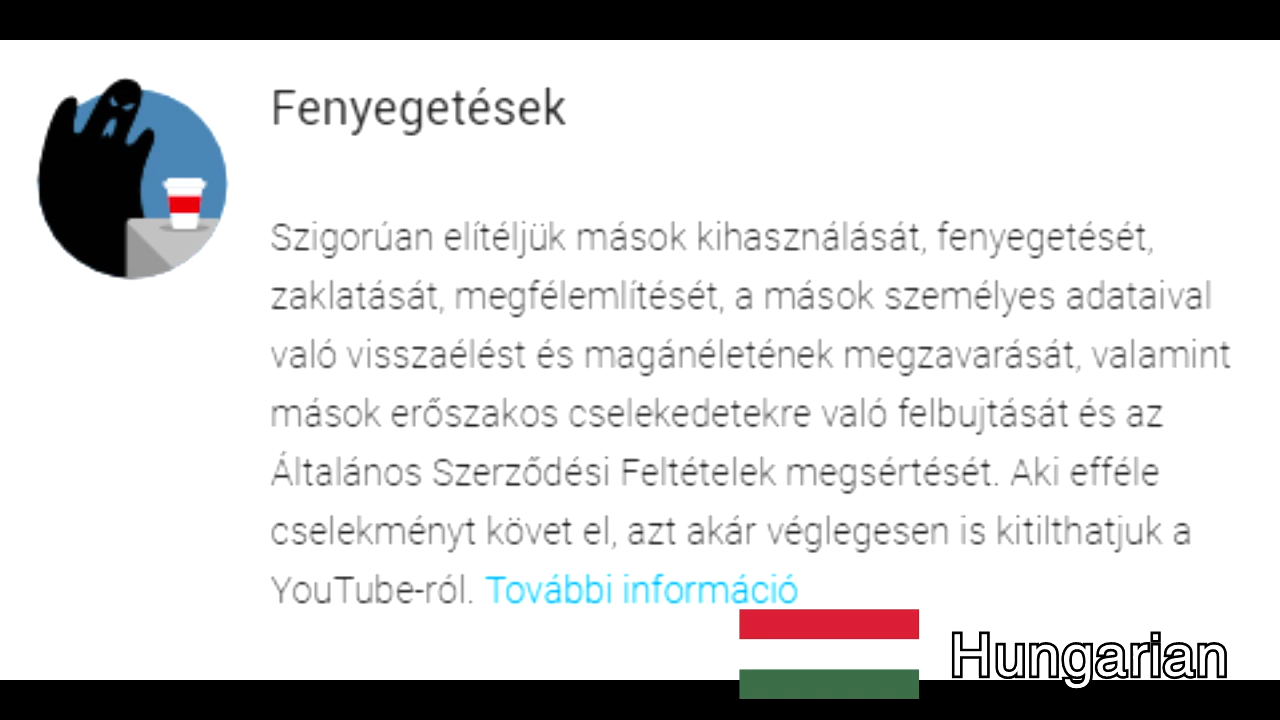 Fenyegetések
Szigorúan elítéljük mások kihasználását, fenyegetését,
zaklatását, megfélemlítését, a mások személyes adataival
való visszaélést és magánéletének megzavarását, valamint
mások erőszakos cselekedetekre való felbujtását és az
Általános Szerződési Feltételek megsértését. Aki efféle
cselekményt követ el, azt akár véglegesen is kitilthatjuk a
YouTube-ról. További információ
Hungarian